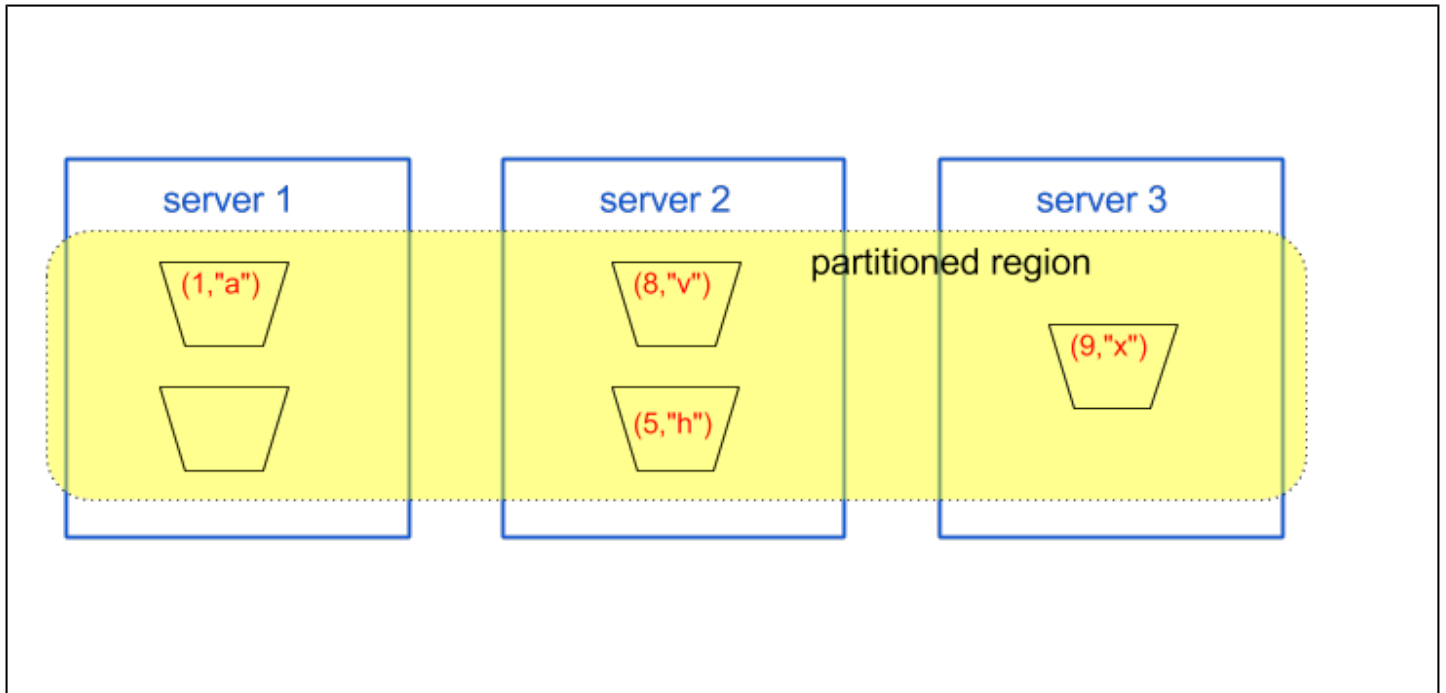 server 1
server 2
server 3
partitioned region
(1,"a")
(8,"v")
(9,"x")
(5,"h")